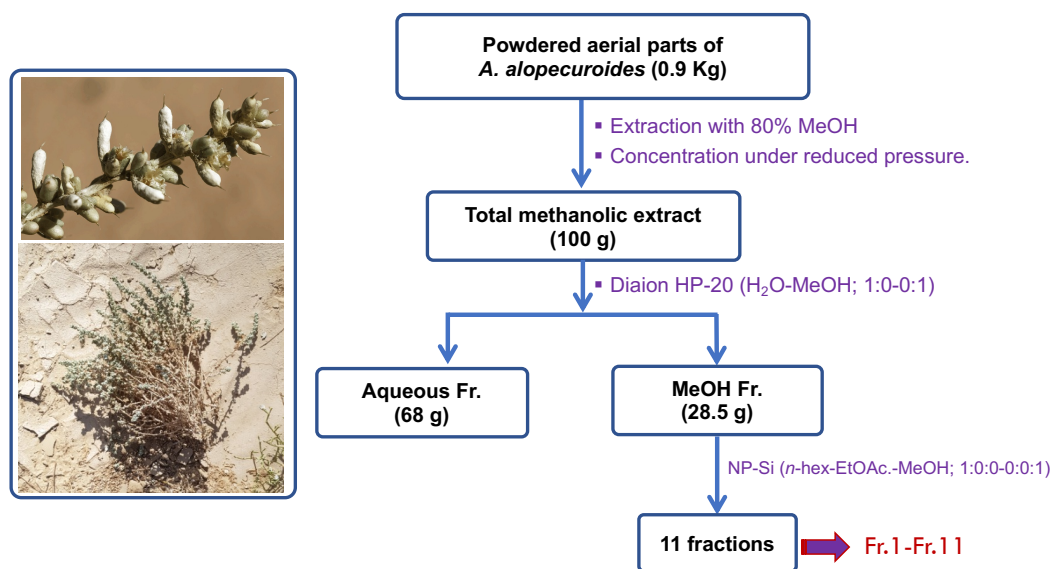 Powdered aerial parts of
A. alopecuroides (0.9 Kg)
▪ Extraction with 80% MeOH
▪ Concentration under reduced pressure.
Total methanolic extract
(100 g)
▪ Diaion HP-20 (H₂O-MeOH; 1:0-0:1)
Aqueous Fr.
(68 g)
MeOH Fr.
(28.5 g)
NP-Si (n-hex-EtOAc.-MeOH; 1:0:0-0:0:1)
11 fractions
Fr.1-Fr.11